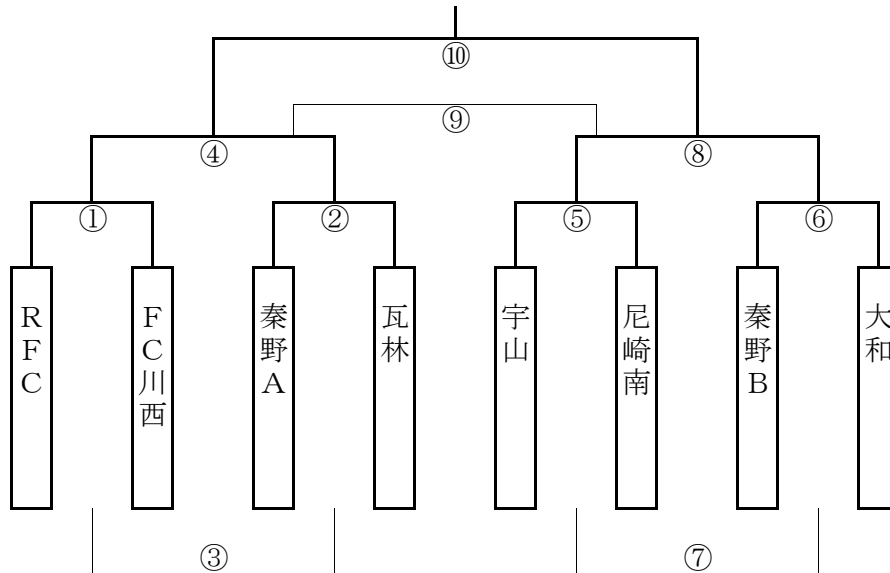 ⑩
⑨
④
⑧
①
②
⑤
⑥
RFC
FC川西
秦野A
瓦林
宇山
尼崎南
秦野B
大和
③
⑦